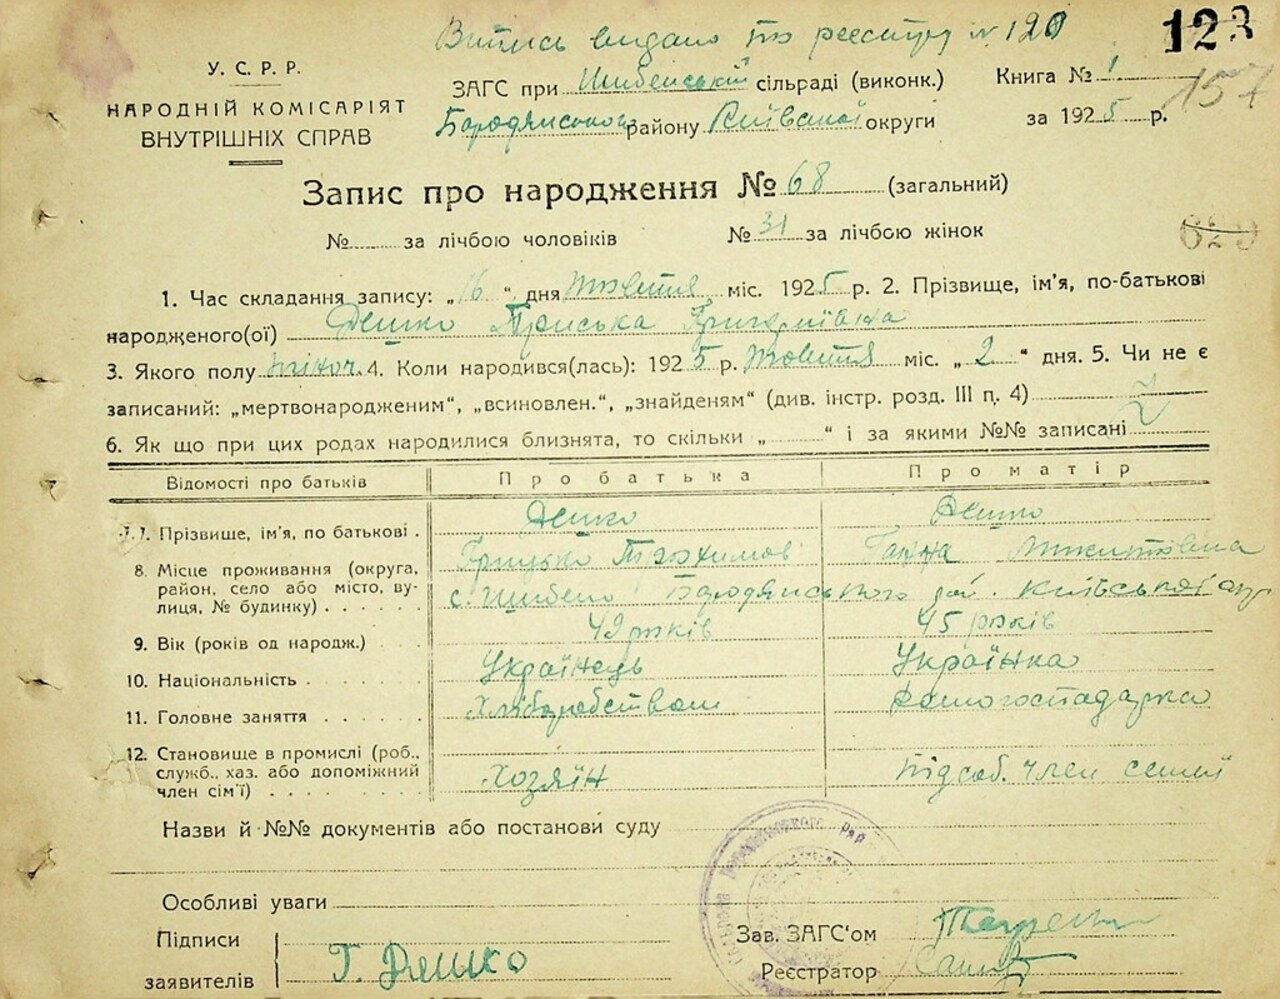 Витись видано по реєстру № 120
123
У. С. Р. Р.
НАРОДНІЙ КОМІСАРІЯТ
ВНУТРІШНІХ СПРАВ
ЗАГС при Шибенській сільраді (виконк.)
Бородянського району Київської округи
Книга № 1
157
за 1925 р.
Запис про народження № 68 (загальний)
№ за лічбою чоловіків № 31 за лічбою жінок
629
1. Час складання запису: „16“ дня жовтня міс. 1925 р. 2. Прізвище, ім'я, по-батькові
народженого(ої) Дешко Приська Григорівна
3. Якого полу жіноч. 4. Коли народився(лась): 1925 р. жовтня міс. „2“ дня. 5. Чи не є
записаний: „мертвонародженим“, „всиновлен.“, „знайденям“ (див. інстр. розд. III п. 4)
6. Як що при цих родах народилися близнята, то скільки „ “ і за якими №№ записані
Відомості про батьків Про батька Про матір
7. Прізвище, ім'я, по батькові . Дешко Дешко
Грицько Трохимов Ганна
8. Місце проживання (округа,
район, село або місто, ву-
лиця, № будинку) . . . . . . с. Шибено Бородянського рай. Київської окр
9. Вік (років од народж.) . 49 років 45 років
10. Національність . . . . . . Українець Українка
11. Головне заняття . . . . . . Хліборобством Домогосподарка
12. Становище в промислі (роб.,
служб., хаз. або допоміжний
член сім'ї) . . . . . . . . . Хозяїн підсоб. член семьї
Назви й №№ документів або постанови суду
Особливі уваги
Підписи
заявителів Г. Дяшко
Зав. ЗАГС'ом
Реєстратор